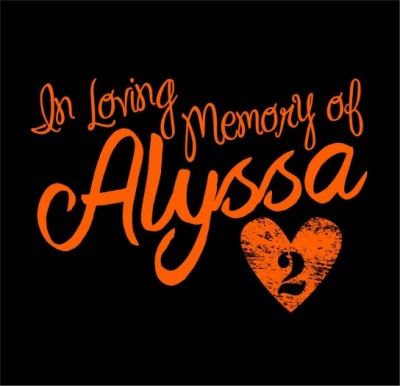 In Loving Memory of
Alyssa
2